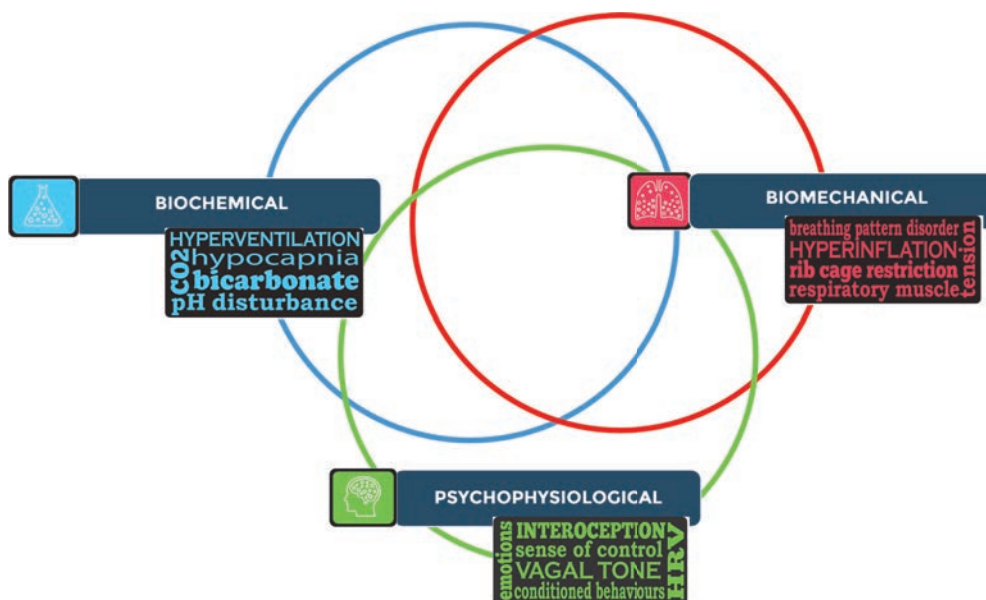 BIOCHEMICAL
HYPERVENTILATION
CO2
hypocapnia
bicarbonate
pH disturbance
BIOMECHANICAL
breathing pattern disorder
HYPERINFLATION
rib cage restriction
respiratory muscle
tension
PSYCHOPHYSIOLOGICAL
emotions
INTEROCEPTION
sense of control
VAGAL TONE
conditioned behaviours
HRV